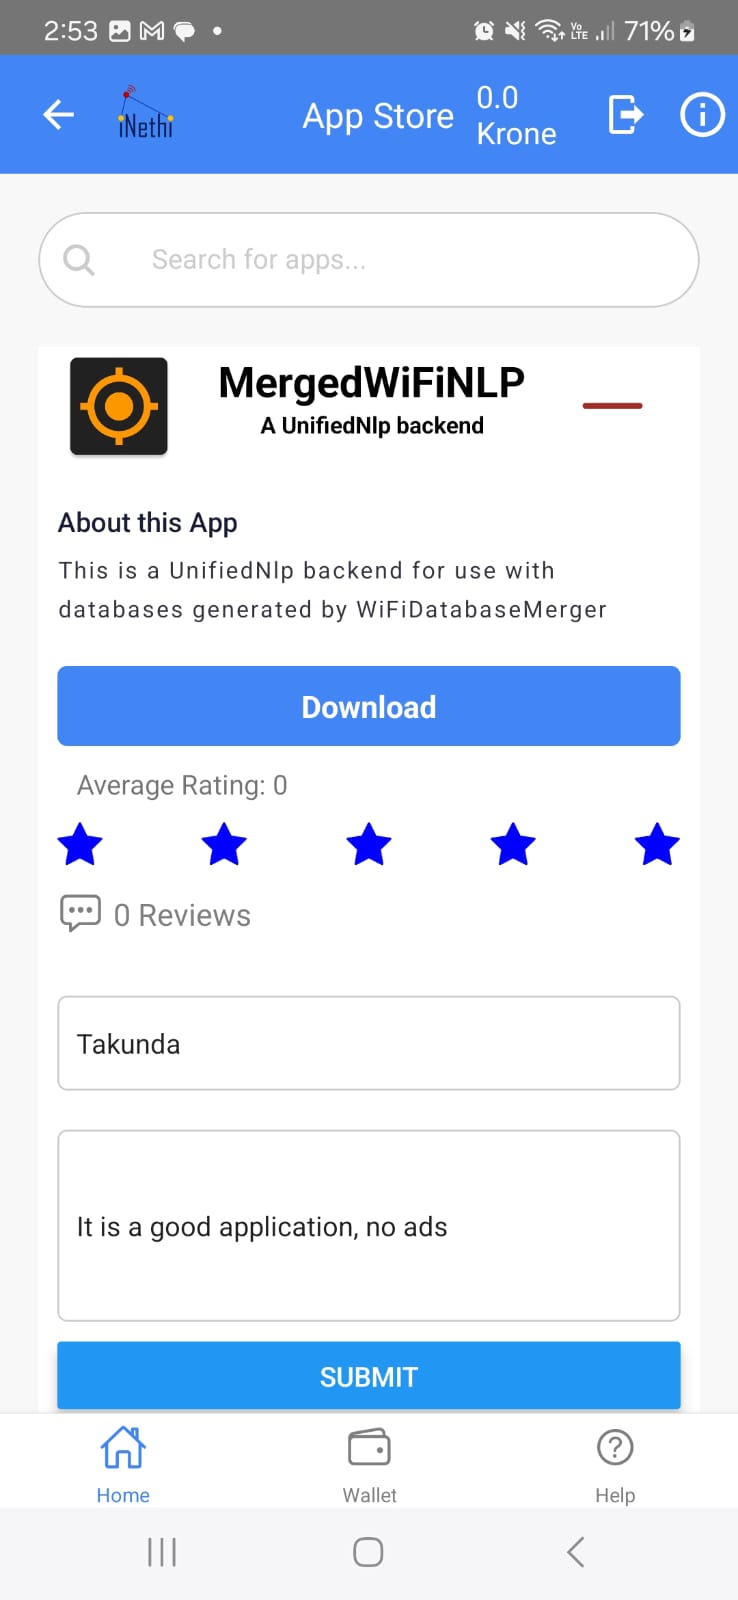 2:53
Vo
LTE
71%
iNethi
App Store
0.0
Krone
Search for apps...
MergedWiFiNLP
A UnifiedNlp backend
About this App
This is a UnifiedNlp backend for use with
databases generated by WiFiDatabaseMerger
Download
Average Rating: 0
0 Reviews
Takunda
It is a good application, no ads
SUBMIT
Home
Wallet
Help